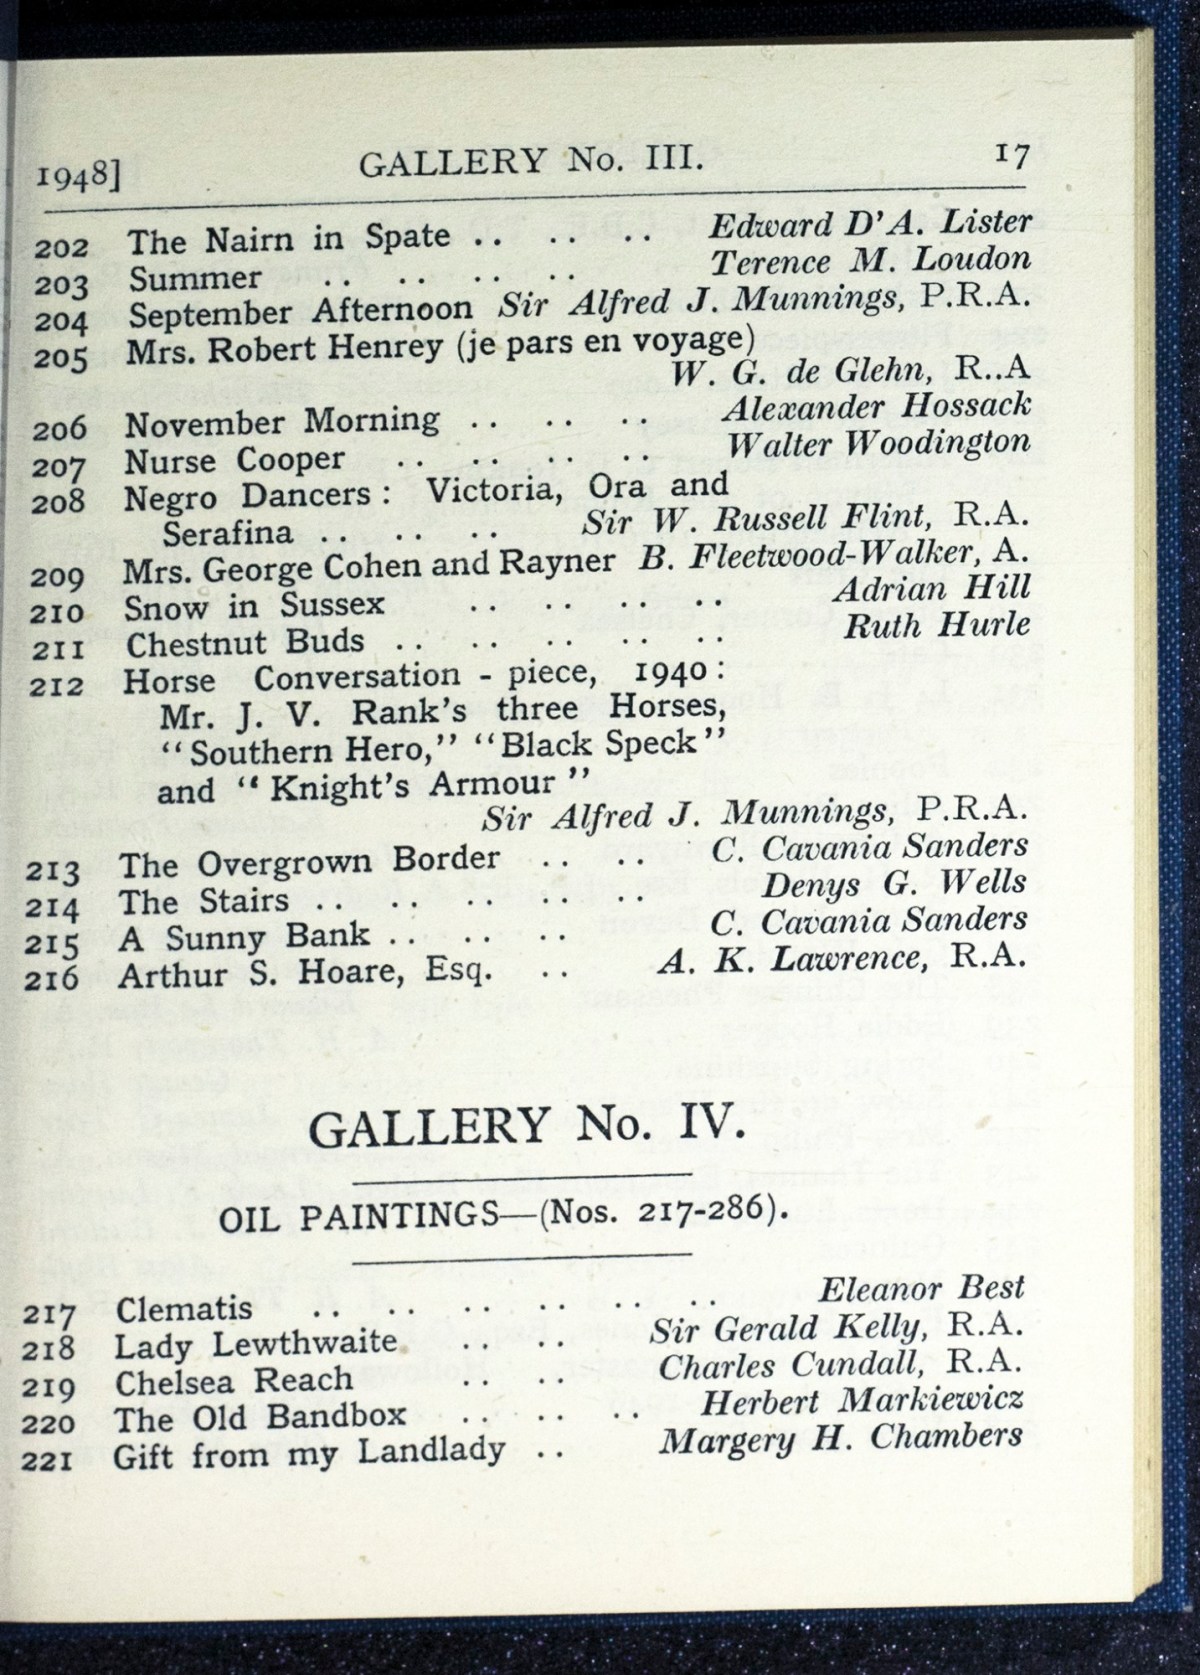 1948] GALLERY No. III. 17
202 The Nairn in Spate .. .. .. Edward D'A. Lister
203 Summer .. .. .. .. Terence M. Loudon
204 September Afternoon Sir Alfred J. Munnings, P.R.A.
205 Mrs. Robert Henrey (je pars en voyage)
W. G. de Glehn, R..A
206 November Morning .. .. .. Alexander Hossack
207 Nurse Cooper .. .. .. .. Walter Woodington
208 Negro Dancers : Victoria, Ora and
Serafina .. .. .. Sir W. Russell Flint, R.A.
209 Mrs. George Cohen and Rayner B. Fleetwood-Walker, A.
210 Snow in Sussex .. .. .. .. Adrian Hill
211 Chestnut Buds .. .. .. .. .. Ruth Hurle
212 Horse Conversation - piece, 1940 :
Mr. J. V. Rank's three Horses,
"Southern Hero," "Black Speck"
and "Knight's Armour"
Sir Alfred J. Munnings, P.R.A.
213 The Overgrown Border .. .. C. Cavania Sanders
214 The Stairs .. .. .. .. .. Denys G. Wells
215 A Sunny Bank .. .. .. C. Cavania Sanders
216 Arthur S. Hoare, Esq. .. A. K. Lawrence, R.A.
GALLERY No. IV.
OIL PAINTINGS—(Nos. 217-286).
217 Clematis .. .. .. .. .. .. Eleanor Best
218 Lady Lewthwaite .. .. Sir Gerald Kelly, R.A.
219 Chelsea Reach .. .. Charles Cundall, R.A.
220 The Old Bandbox .. .. .. Herbert Markiewicz
221 Gift from my Landlady .. Margery H. Chambers